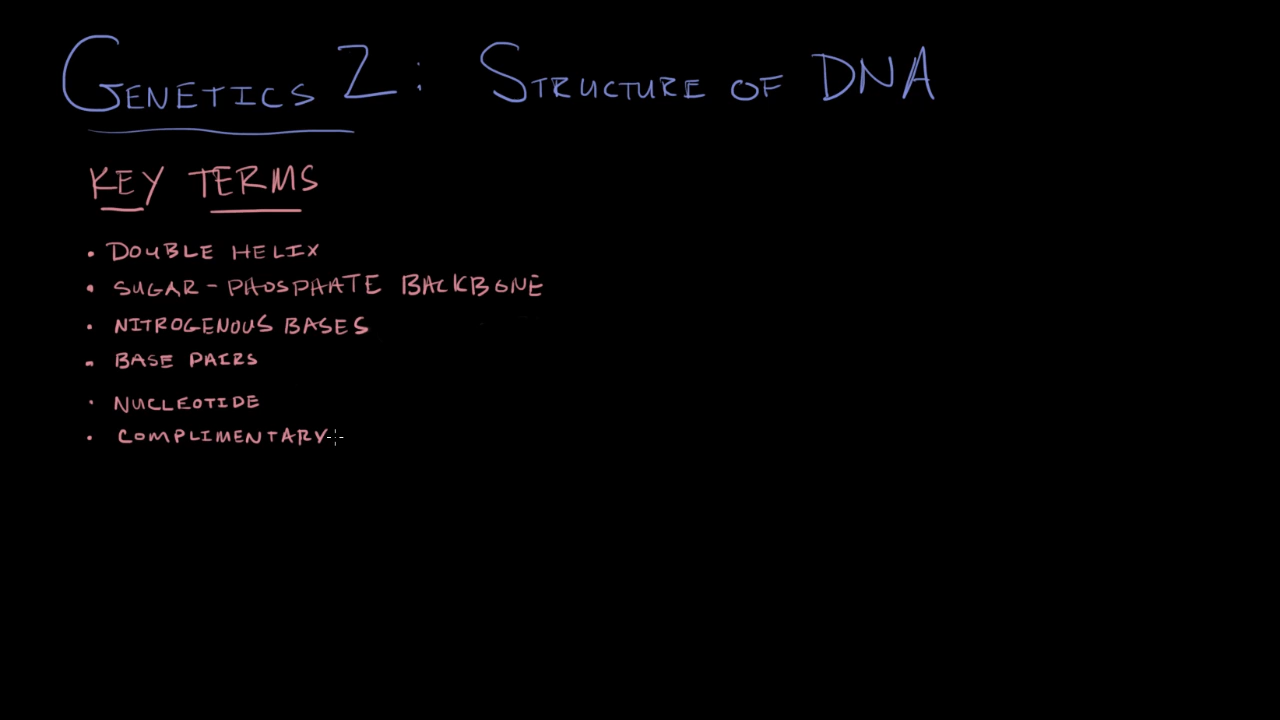 GENETICS 2: STRUCTURE OF DNA
KEY TERMS
• DOUBLE HELIX
• SUGAR-PHOSPHATE BACKBONE
• NITROGENOUS BASES
• BASE PAIRS
• NUCLEOTIDE
• COMPLIMENTARY